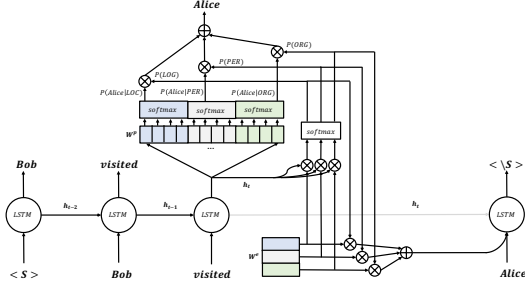 Alice
P(ORG)
P(PER)
P(LOG)
P(Alice|LOC) P(Alice|PER) P(Alice|ORG)
softmax softmax softmax
softmax
W^p
...
Bob visited <\S>
h_t
h_{t-2} h_{t-1} h_t
LSTM LSTM LSTM LSTM
W^e
<S> Bob visited Alice